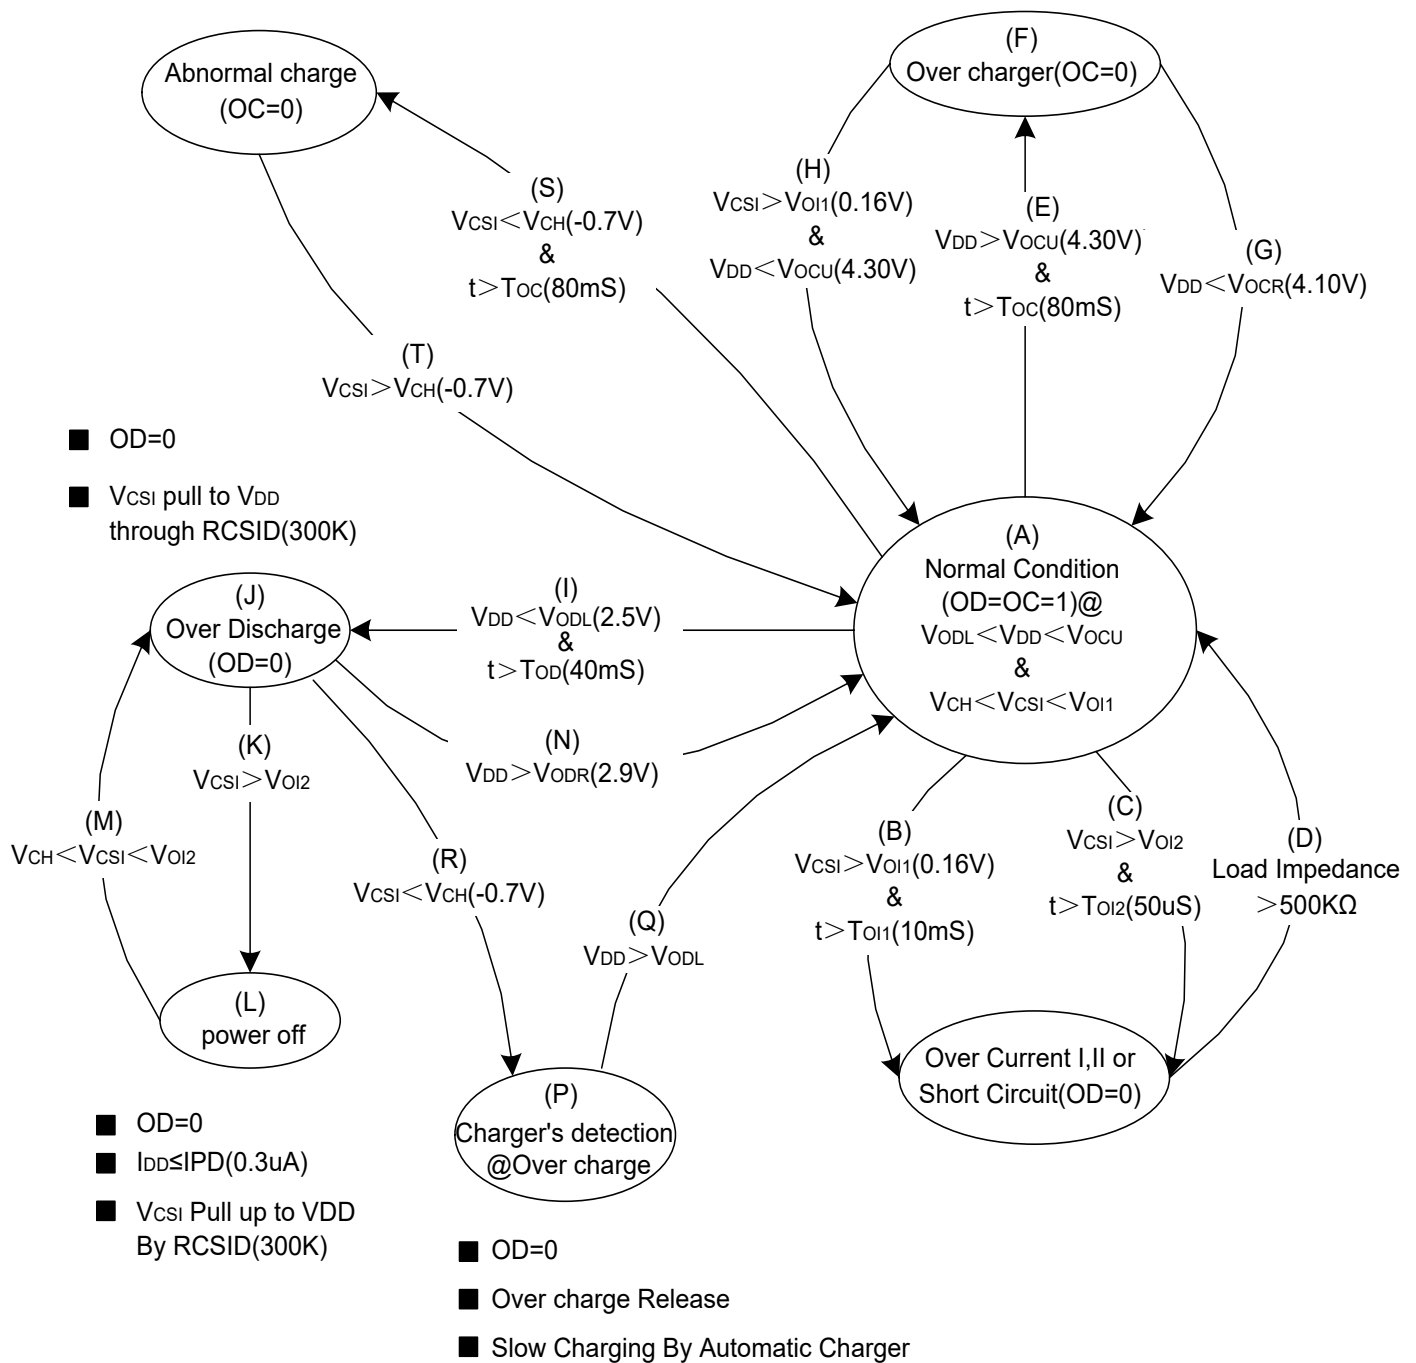 Abnormal charge
(OC=0)
(F)
Over charger(OC=0)
(S)
VCSI<VCH(-0.7V)
&
t>TOC(80mS)
(H)
VCSI>VOI1(0.16V)
&
VDD<VOCU(4.30V)
(E)
VDD>VOCU(4.30V)
&
t>TOC(80mS)
(G)
VDD<VOCR(4.10V)
(T)
VCSI>VCH(-0.7V)
■ OD=0
■ VCSI pull to VDD
through RCSID(300K)
(A)
Normal Condition
(OD=OC=1)@
VODL<VDD<VOCU
&
VCH<VCSI<VOI1
(J)
Over Discharge
(OD=0)
(I)
VDD<VODL(2.5V)
&
t>TOD(40mS)
(N)
VDD>VODR(2.9V)
(K)
VCSI>VOI2
(M)
VCH<VCSI<VOI2
(R)
VCSI<VCH(-0.7V)
(Q)
VDD>VODL
(B)
VCSI>VOI1(0.16V)
&
t>TOI1(10mS)
(C)
VCSI>VOI2
&
t>TOI2(50uS)
(D)
Load Impedance
>500KΩ
(L)
power off
Over Current I,II or
Short Circuit(OD=0)
(P)
Charger's detection
@Over charge
■ OD=0
■ IDD≤IPD(0.3uA)
■ VCSI Pull up to VDD
By RCSID(300K)
■ OD=0
■ Over charge Release
■ Slow Charging By Automatic Charger